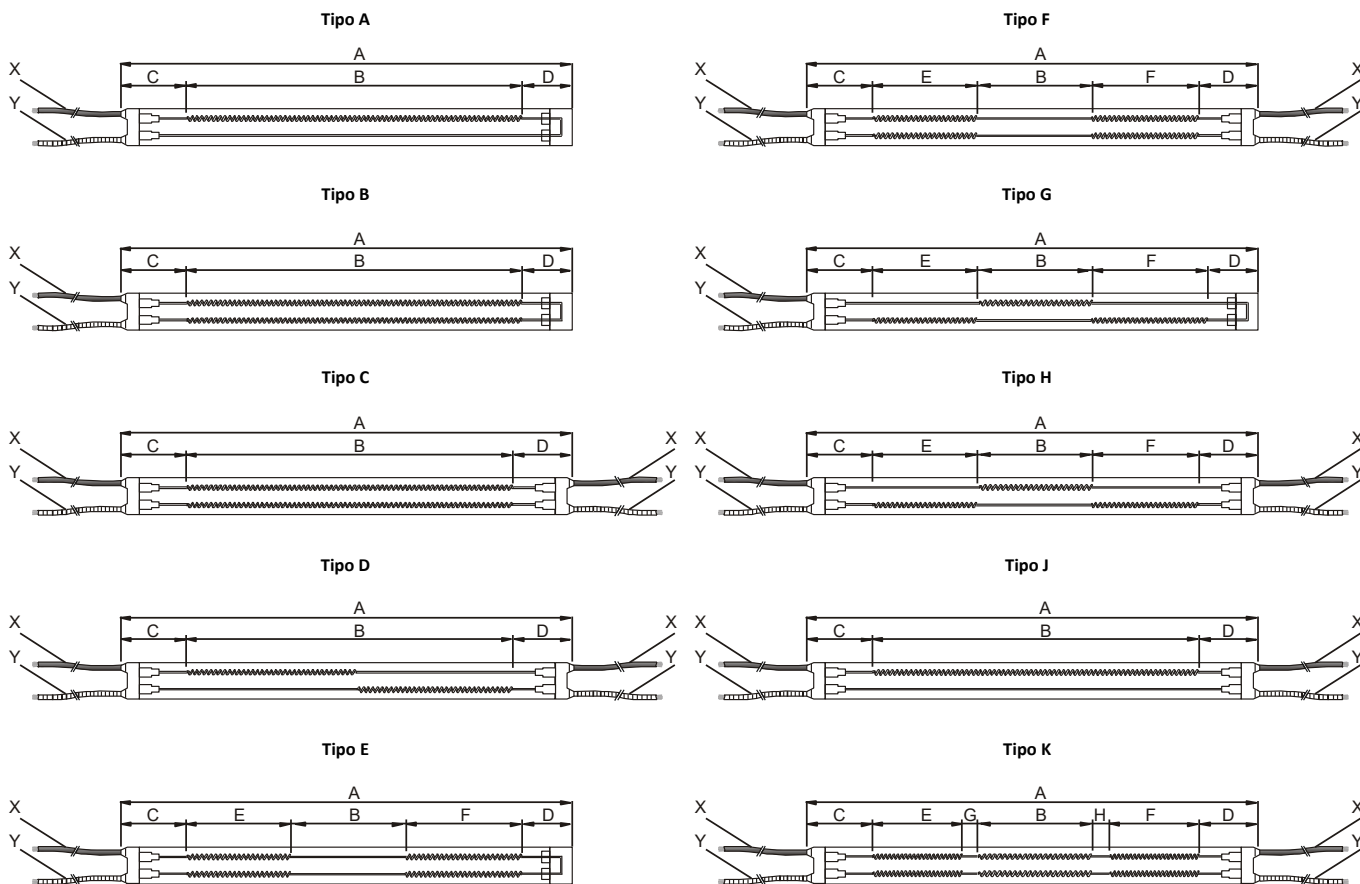 Tipo A
A
C B D
X
Y
Tipo F
A
C E B F D
X X
Y Y
Tipo B
A
C B D
X
Y
Tipo G
A
C E B F D
X
Y
Tipo C
A
C B D
X X
Y Y
Tipo H
A
C E B F D
X X
Y Y
Tipo D
A
C B D
X X
Y Y
Tipo J
A
C B D
X X
Y Y
Tipo E
A
C E B F D
X
Y
Tipo K
A
C E G B H F D
X X
Y Y